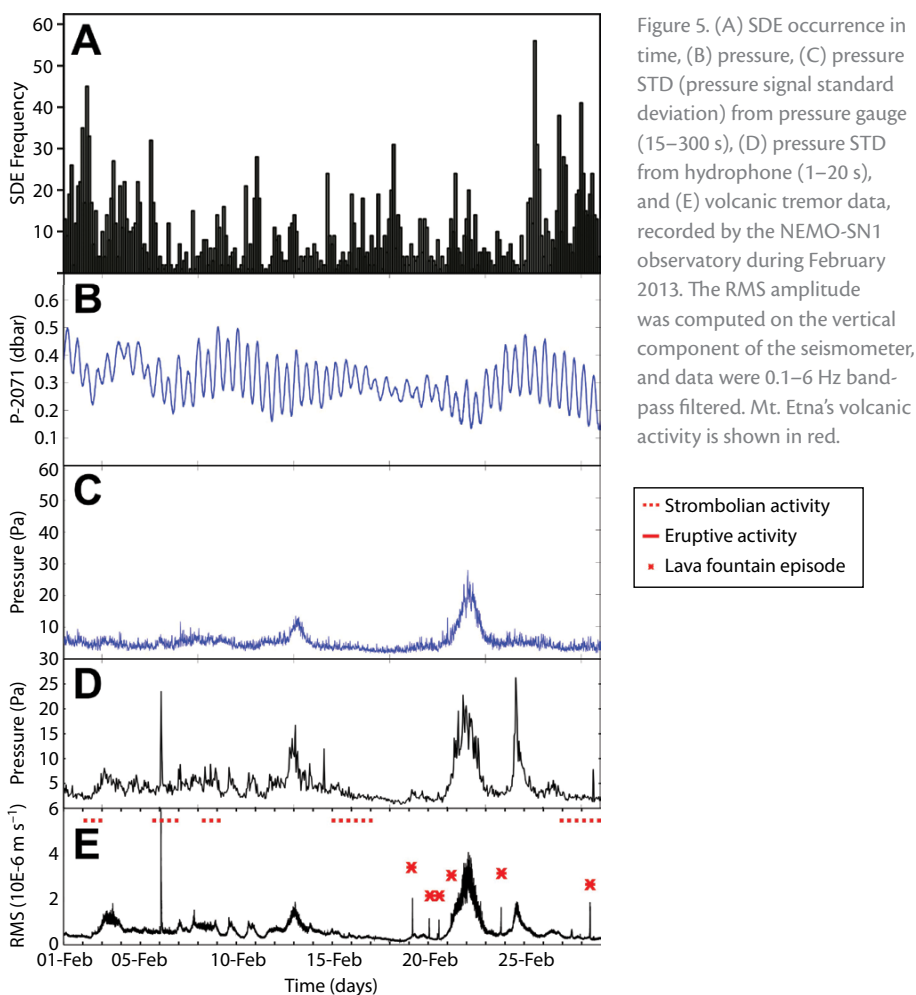 A
60
50
40
30
20
10
SDE Frequency
B
0.6
0.5
0.4
0.3
0.2
0.1
P-2071 (dbar)
C
60
50
40
30
20
10
Pressure (Pa)
D
30
25
20
15
10
5
Pressure (Pa)
E
6
4
2
0
RMS (10E-6 m s⁻¹)
01-Feb 05-Feb 10-Feb 15-Feb 20-Feb 25-Feb
Time (days)
Figure 5. (A) SDE occurrence in
time, (B) pressure, (C) pressure
STD (pressure signal standard
deviation) from pressure gauge
(15–300 s), (D) pressure STD
from hydrophone (1–20 s),
and (E) volcanic tremor data,
recorded by the NEMO-SN1
observatory during February
2013. The RMS amplitude
was computed on the vertical
component of the seismometer,
and data were 0.1–6 Hz band-
pass filtered. Mt. Etna's volcanic
activity is shown in red.
Strombolian activity
Eruptive activity
Lava fountain episode